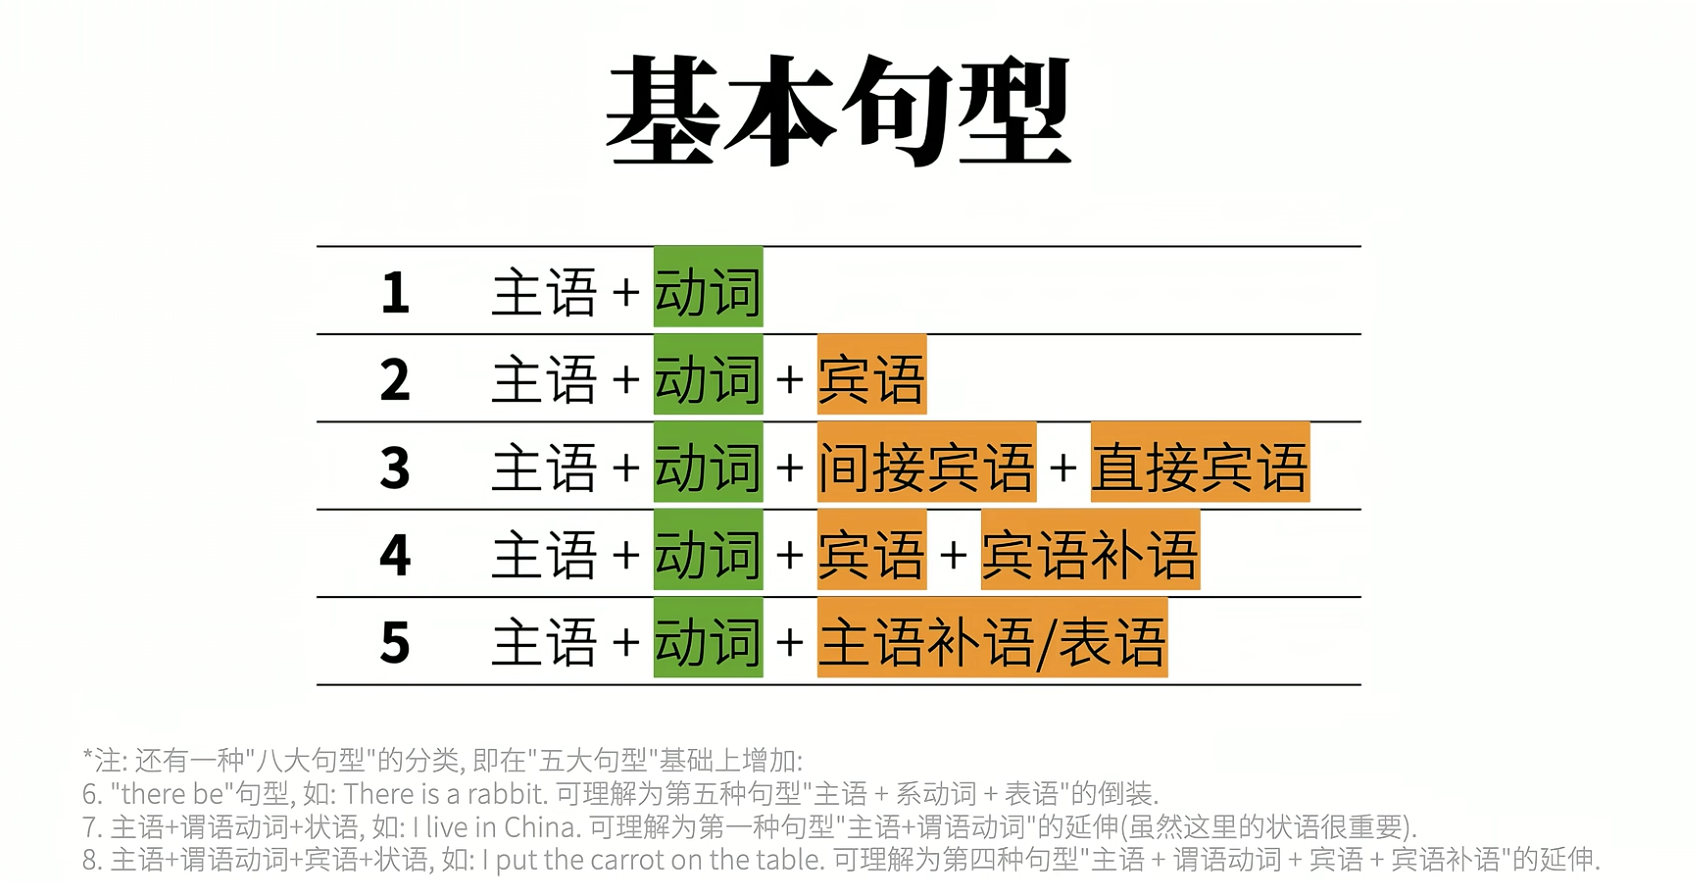 基本句型
1 主语 + 动词
2 主语 + 动词 + 宾语
3 主语 + 动词 + 间接宾语 + 直接宾语
4 主语 + 动词 + 宾语 + 宾语补语
5 主语 + 动词 + 主语补语/表语
*注: 还有一种"八大句型"的分类, 即在"五大句型"基础上增加:
6. "there be"句型, 如: There is a rabbit. 可理解为第五种句型"主语 + 系动词 + 表语"的倒装.
7. 主语+谓语动词+状语, 如: I live in China. 可理解为第一种句型"主语+谓语动词"的延伸(虽然这里的状语很重要).
8. 主语+谓语动词+宾语+状语, 如: I put the carrot on the table. 可理解为第四种句型"主语 + 谓语动词 + 宾语 + 宾语补语"的延伸.